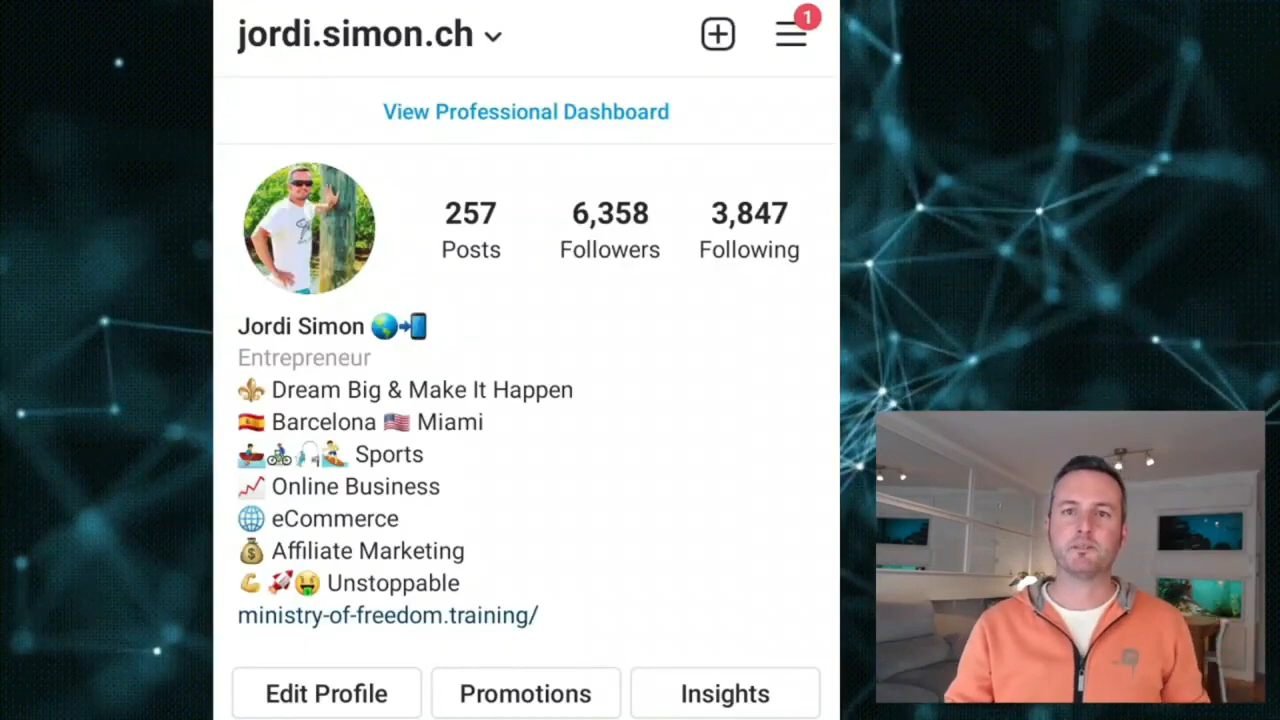 jordi.simon.ch
1
View Professional Dashboard
257 6,358 3,847
Posts Followers Following
Jordi Simon 🌎📲
Entrepreneur
⚜️ Dream Big & Make It Happen
🇪🇸 Barcelona 🇺🇸 Miami
🚣‍♂️🚴‍♂️🎣🏄‍♂️ Sports
📈 Online Business
🌐 eCommerce
💰 Affiliate Marketing
💪🚀🤑 Unstoppable
ministry-of-freedom.training/
Edit Profile Promotions Insights